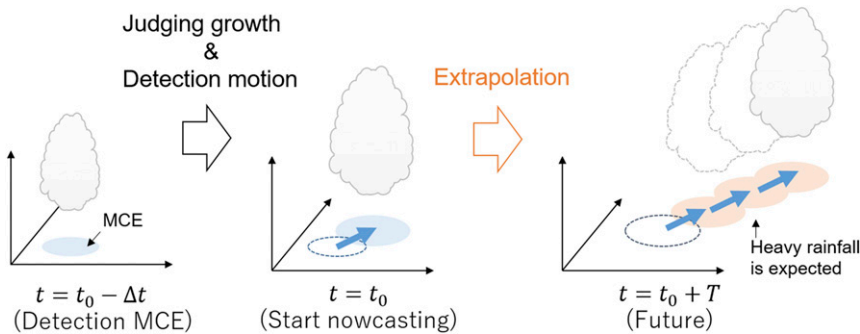 Judging growth
&
Detection motion
Extrapolation
MCE
Heavy rainfall
is expected
t = t₀ − Δt
(Detection MCE)
t = t₀
(Start nowcasting)
t = t₀ + T
(Future)